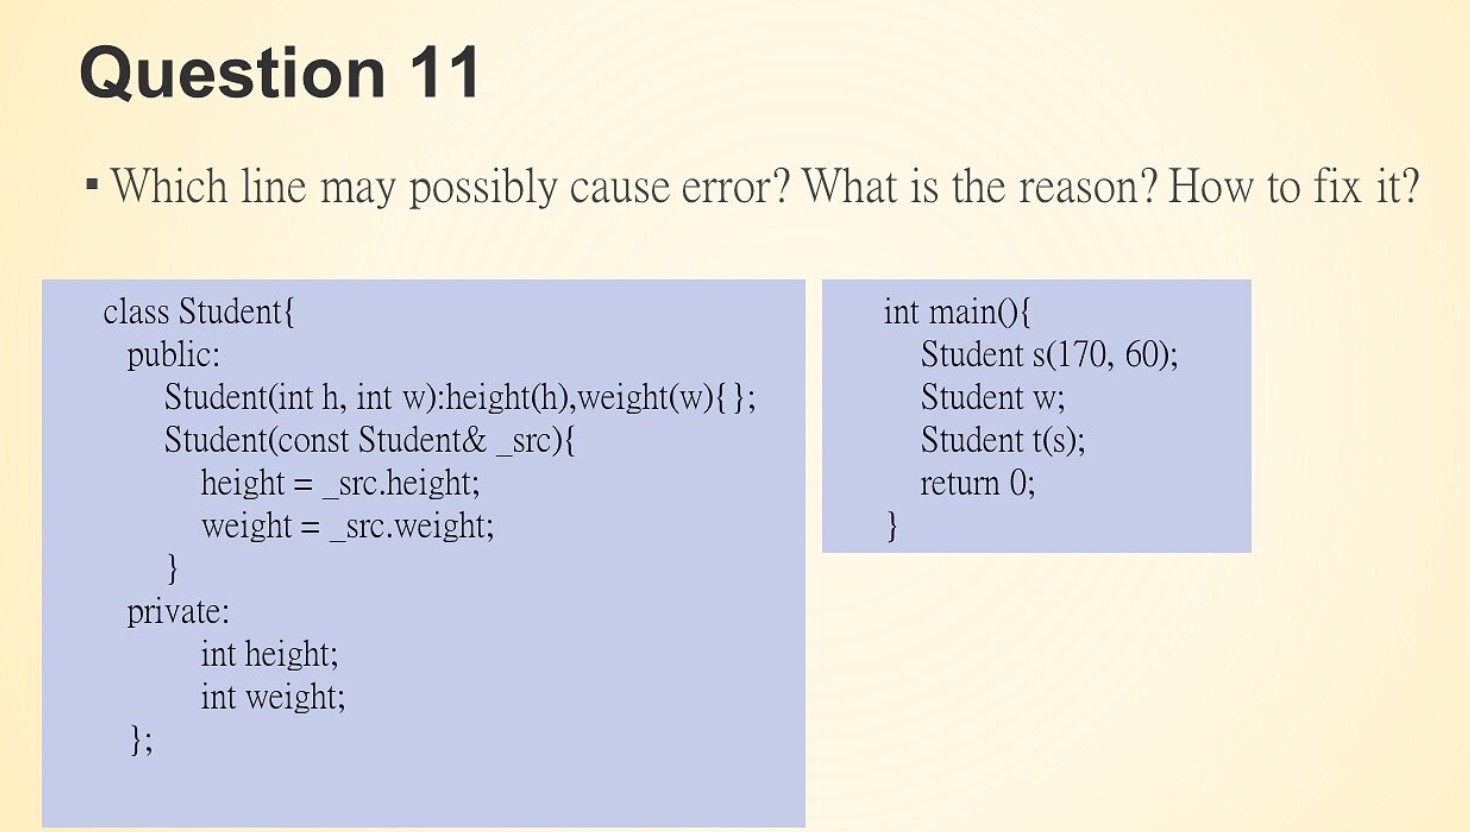 Question 11
▪ Which line may possibly cause error? What is the reason? How to fix it?
class Student{
public:
Student(int h, int w):height(h),weight(w){};
Student(const Student& _src){
height = _src.height;
weight = _src.weight;
}
private:
int height;
int weight;
};
int main(){
Student s(170, 60);
Student w;
Student t(s);
return 0;
}